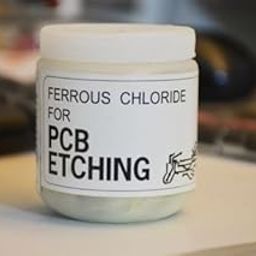 FERROUS CHLORIDE
FOR
PCB
ETCHING